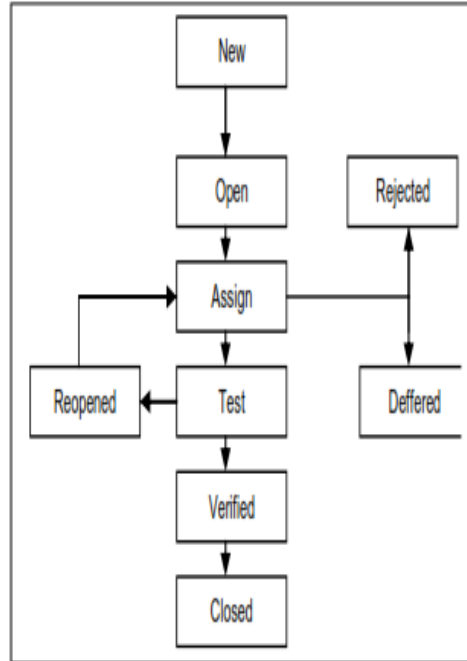 New
Open
Rejected
Assign
Reopened
Test
Deffered
Verified
Closed